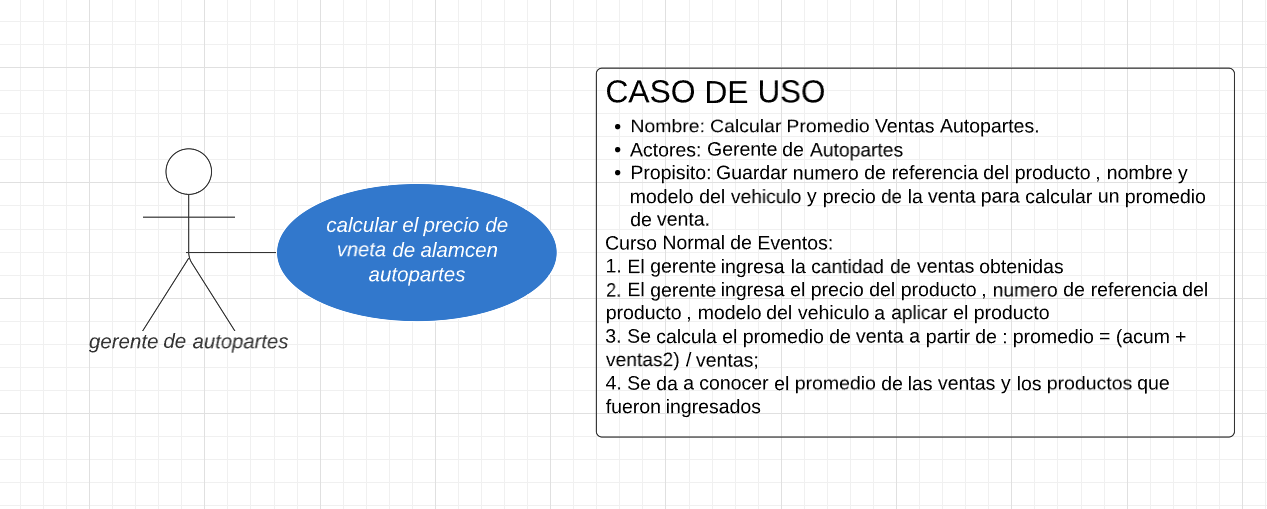 calcular el precio de
vneta de alamcen
autopartes
gerente de autopartes
CASO DE USO
• Nombre: Calcular Promedio Ventas Autopartes.
• Actores: Gerente de Autopartes
• Propisito: Guardar numero de referencia del producto , nombre y
modelo del vehiculo y precio de la venta para calcular un promedio
de venta.
Curso Normal de Eventos:
1. El gerente ingresa la cantidad de ventas obtenidas
2. El gerente ingresa el precio del producto , numero de referencia del
producto , modelo del vehiculo a aplicar el producto
3. Se calcula el promedio de venta a partir de : promedio = (acum +
ventas2) / ventas;
4. Se da a conocer el promedio de las ventas y los productos que
fueron ingresados